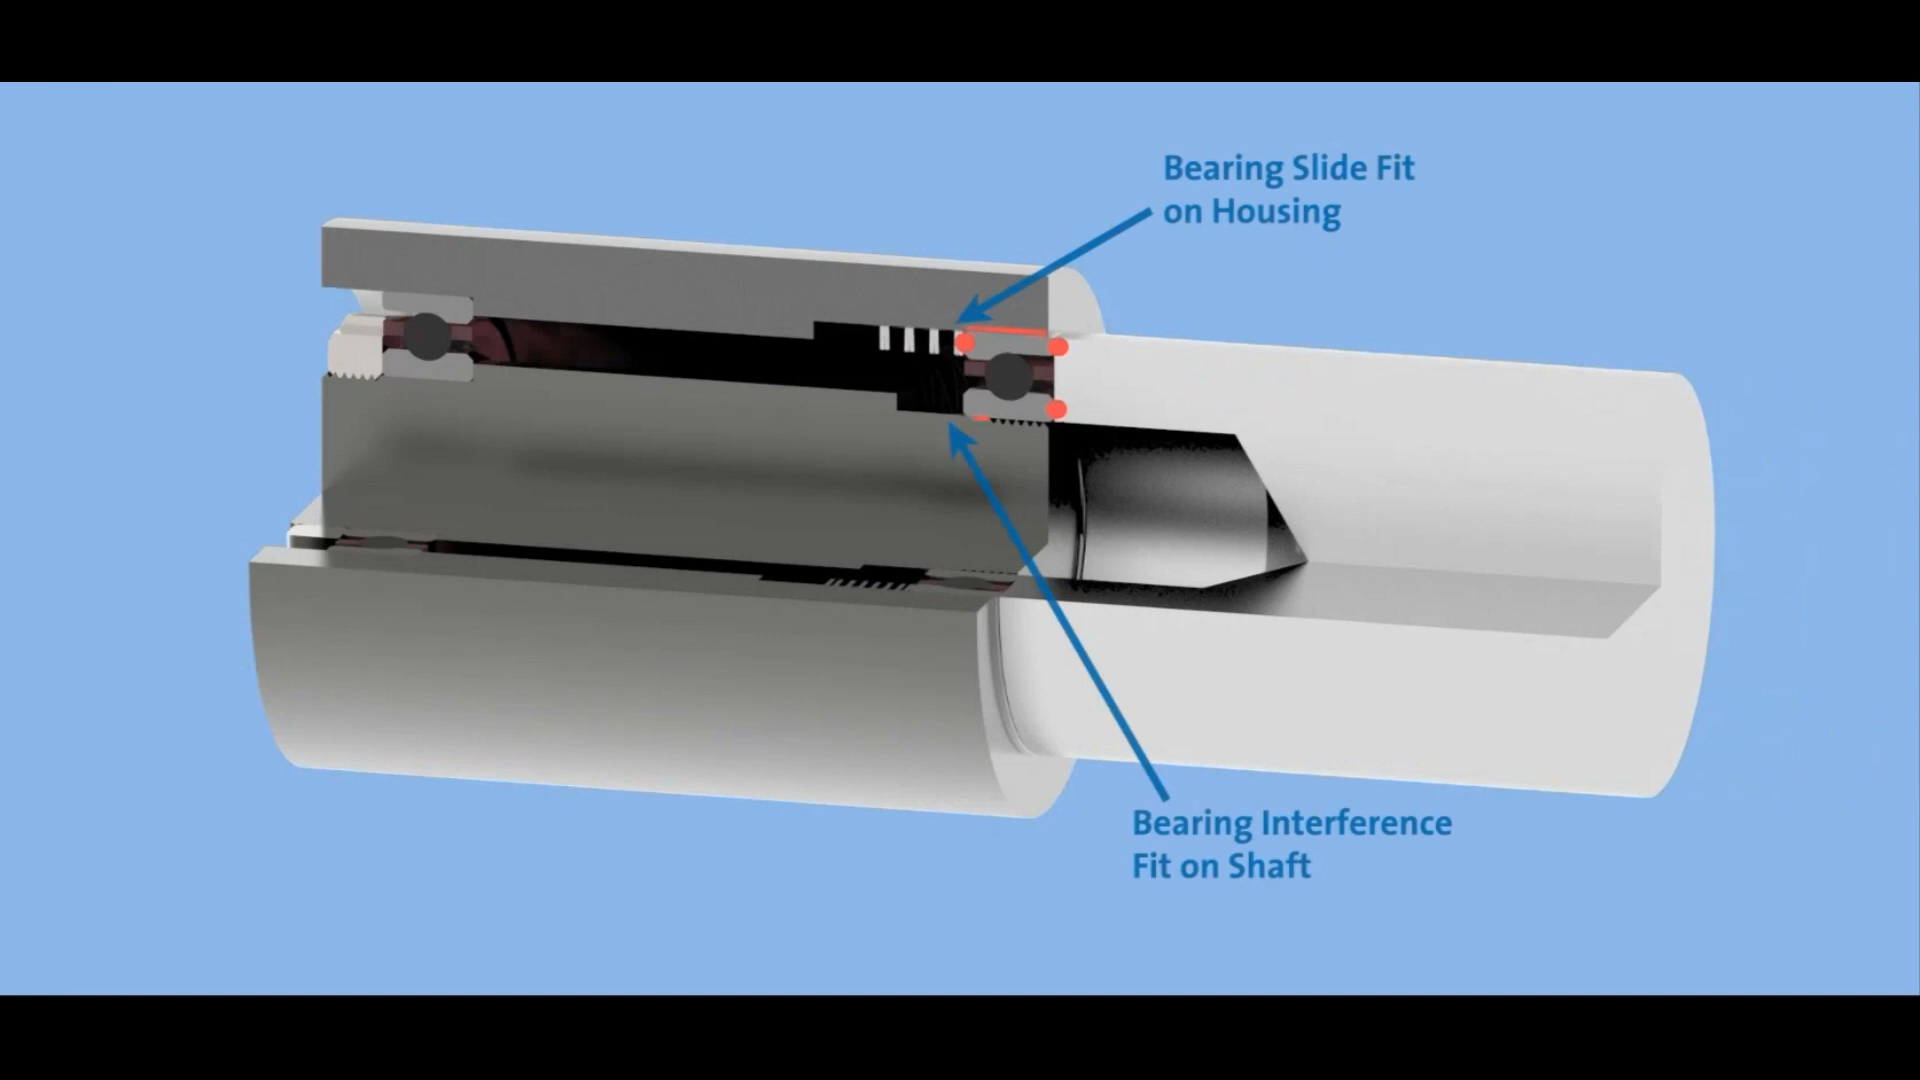 Bearing Slide Fit
on Housing
Bearing Interference
Fit on Shaft